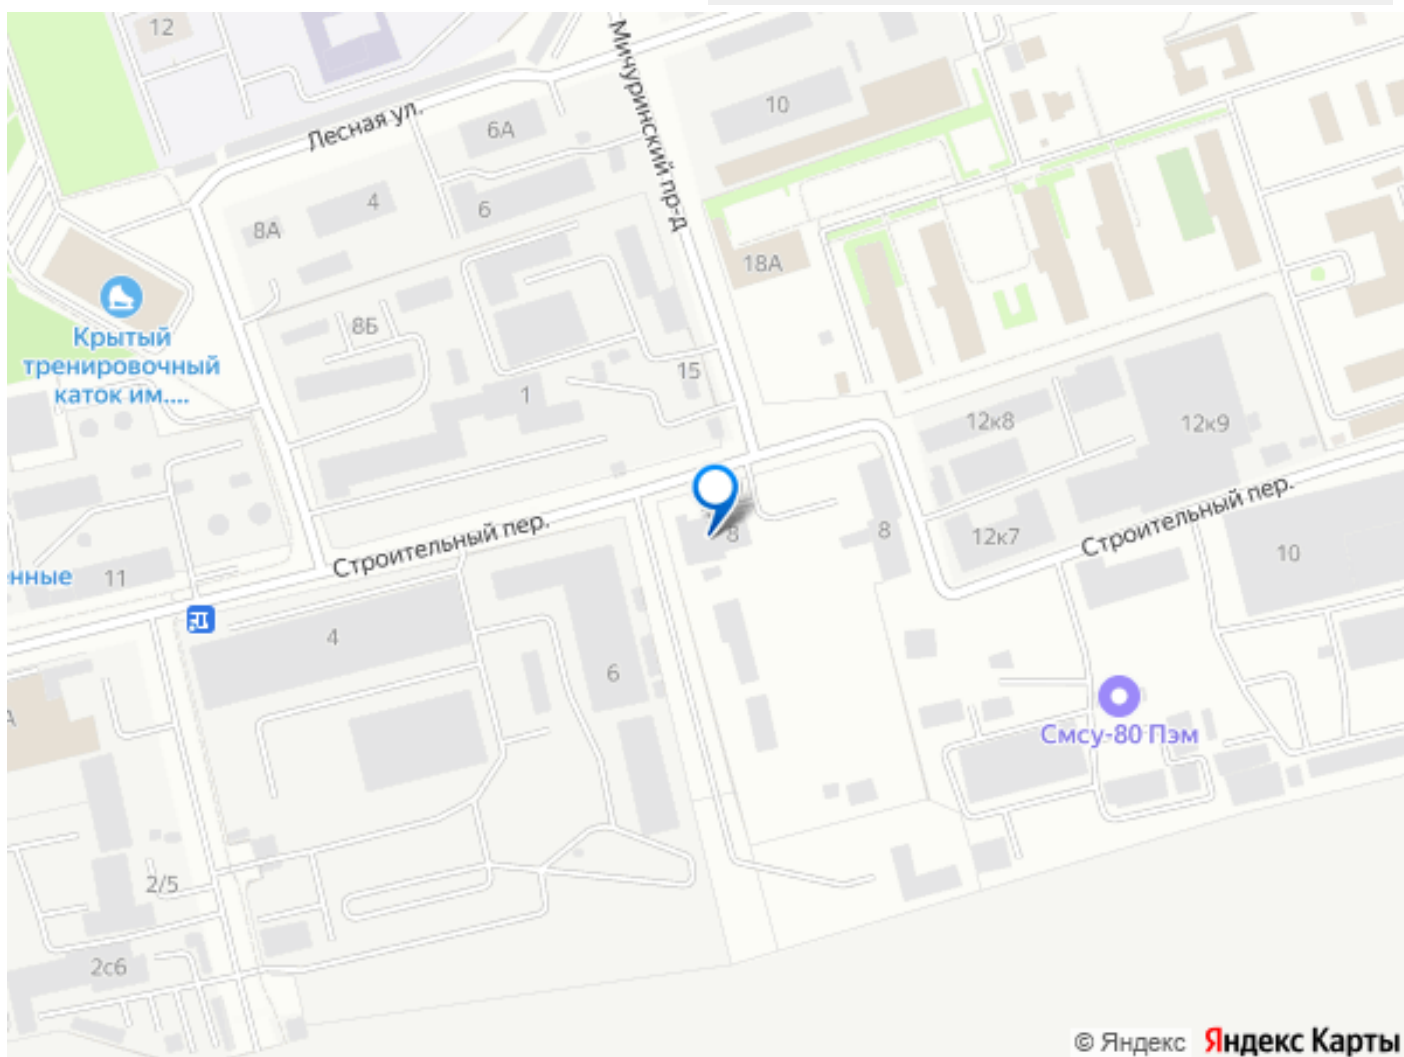 12
Мичуринский пр-д
Лесная ул.
6А
10
4
6
8А
18А
Крытый
тренировочный
каток им....
8Б
15
1
12к8
12к9
Строительный пер.
8
8
12к7
Строительный пер.
10
енные
11
4
6
Смсу-80 Пэм
А
2/5
2с6
© Яндекс Яндекс Карты